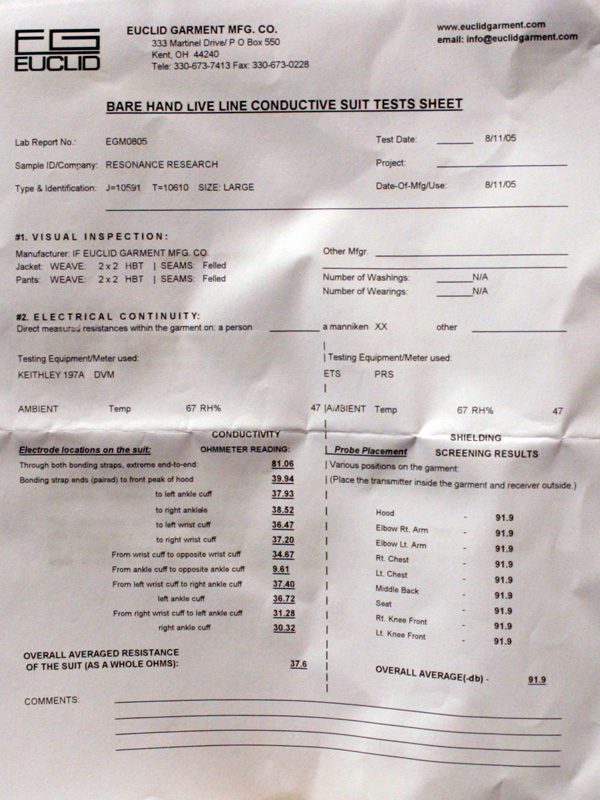 FG
EUCLID
EUCLID GARMENT MFG. CO.
333 Martinel Drive/ P O Box 550
Kent, OH 44240
Tele: 330-673-7413 Fax: 330-673-0228
www.euclidgarment.com
email: info@euclidgarment.com
BARE HAND LIVE LINE CONDUCTIVE SUIT TESTS SHEET
Lab Report No.: EGM0805 Test Date: 8/11/05
Sample ID/Company: RESONANCE RESEARCH Project:
Type & Identification: J=10591 T=10610 SIZE: LARGE Date-Of-Mfg/Use: 8/11/05
#1. VISUAL INSPECTION:
Manufacturer: IF EUCLID GARMENT MFG. CO. Other Mfgr.
Jacket: WEAVE: 2 x 2 HBT | SEAMS: Felled
Pants: WEAVE: 2 x 2 HBT | SEAMS: Felled
Number of Washings: N/A
Number of Wearings: N/A
#2. ELECTRICAL CONTINUITY:
Direct measured resistances within the garment on: a person a manniken XX other
Testing Equipment/Meter used: | Testing Equipment/Meter used:
KEITHLEY 197A DVM ETS PRS
AMBIENT Temp 67 RH% 47 |AMBIENT Temp 67 RH% 47
CONDUCTIVITY SHIELDING
Electrode locations on the suit: OHMMETER READING: | Probe Placement SCREENING RESULTS
Through both bonding straps, extreme end-to-end: 81.06
Bonding strap ends (paired) to front peak of hood 39.94
to left ankle cuff 37.93
to right anklele 38.52
to left wrist cuff 36.47
to right wrist cuff 37.20
From wrist cuff to opposite wrist cuff 34.67
From ankle cuff to opposite ankle cuff 9.61
From left wrist cuff to right ankle cuff 37.40
left ankle cuff 36.72
From right wrist cuff to left ankle cuff 31.28
right ankle cuff 30.32
OVERALL AVERAGED RESISTANCE
OF THE SUIT (AS A WHOLE OHMS): 37.6
| Various positions on the garment:
(Place the transmitter inside the garment and receiver outside.)
Hood - 91.9
Elbow Rt. Arm - 91.9
Elbow Lt. Arm - 91.9
Rt. Chest - 91.9
Lt. Chest - 91.9
Middle Back - 91.9
Seat - 91.9
Rt. Knee Front - 91.9
Lt. Knee Front - 91.9
OVERALL AVERAGE(-db) - 91.9
COMMENTS: